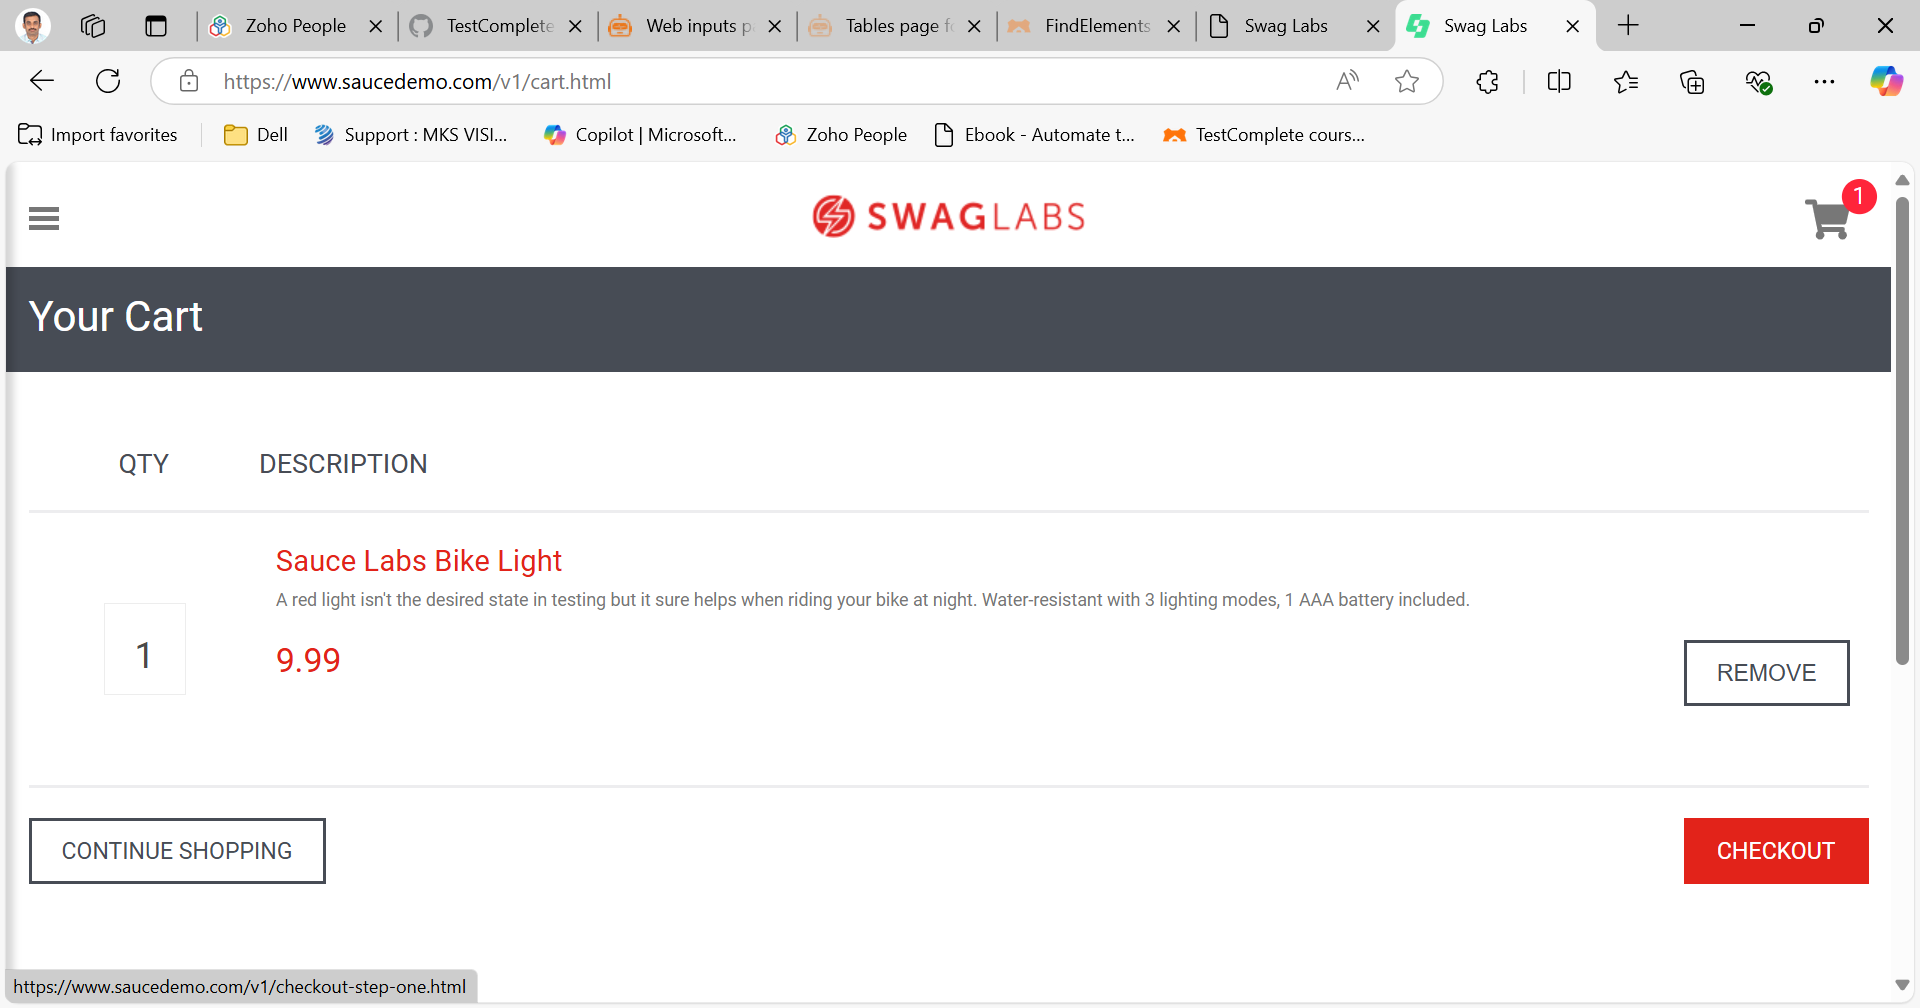 Zoho People
TestComplete
Web inputs p
Tables page fo
FindElements
Swag Labs
Swag Labs
https://www.saucedemo.com/v1/cart.html
Import favorites
Dell
Support : MKS VISI...
Copilot | Microsoft...
Zoho People
Ebook - Automate t...
TestComplete cours...
SWAGLABS
1
Your Cart
QTY DESCRIPTION
Sauce Labs Bike Light
A red light isn't the desired state in testing but it sure helps when riding your bike at night. Water-resistant with 3 lighting modes, 1 AAA battery included.
1
9.99
REMOVE
CONTINUE SHOPPING
CHECKOUT
https://www.saucedemo.com/v1/checkout-step-one.html